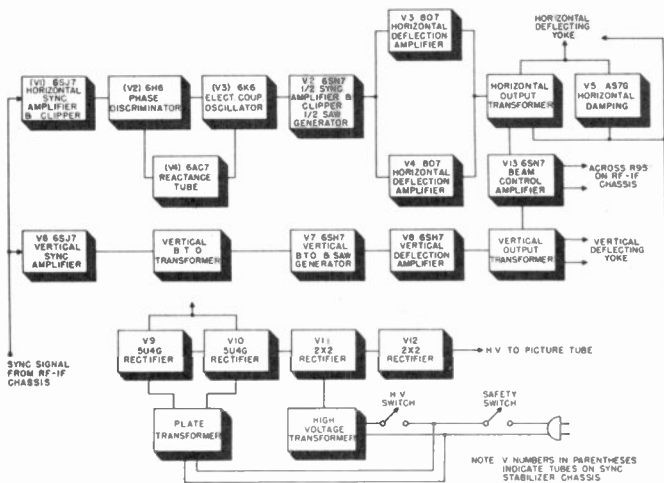 (V1) 6SJ7
HORIZONTAL
SYNC
AMPLIFIER
& CLIPPER
(V2) 6H6
PHASE
DISCRIMINATOR
(V3) 6K6
ELECT. COUP
OSCILLATOR
V2 6SN7
1/2 SYNC
AMPLIFIER &
CLIPPER
1/2 SAW
GENERATOR
V3 807
HORIZONTAL
DEFLECTION
AMPLIFIER
HORIZONTAL
DEFLECTING
YOKE
HORIZONTAL
OUTPUT
TRANSFORMER
V5 AS7G
HORIZONTAL
DAMPING
(V4) 6AC7
REACTANCE
TUBE
V4 807
HORIZONTAL
DEFLECTION
AMPLIFIER
V13 6SN7
BEAM
CONTROL
AMPLIFIER
ACROSS R95
ON RF-IF
CHASSIS
V6 6SJ7
VERTICAL
SYNC
AMPLIFIER
VERTICAL
B T O
TRANSFORMER
V7 6SH7
VERTICAL
BTO & SAW
GENERATOR
V8 6SH7
VERTICAL
DEFLECTION
AMPLIFIER
VERTICAL
OUTPUT
TRANSFORMER
VERTICAL
DEFLECTING
YOKE
V9
5U4G
RECTIFIER
V10
5U4G
RECTIFIER
V11
2X2
RECTIFIER
V12
2X2
RECTIFIER
H.V TO PICTURE TUBE
SYNC SIGNAL
FROM RF-IF
CHASSIS
PLATE
TRANSFORMER
HIGH
VOLTAGE
TRANSFORMER
H V
SWITCH
SAFETY
SWITCH
NOTE V NUMBERS IN PARENTHESES
INDICATE TUBES ON SYNC
STABILIZER CHASSIS